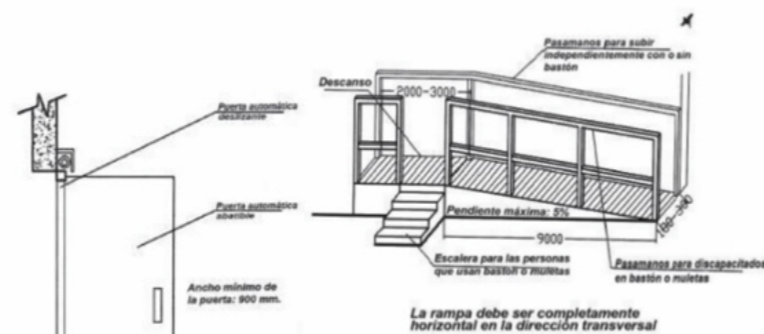 Puerta automática
deslizante
Puerta automática
abatible
Ancho mínimo de
la puerta: 900 mm.
Pasamanos para subir
independientemente con o sin
bastón
Descanso
2000-3000
Pendiente máxima: 5%
9000
Escalera para las personas
que usan bastón o muletas
Pasamanos para discapacitados
en bastón o muletas
La rampa debe ser completamente
horizontal en la dirección transversal